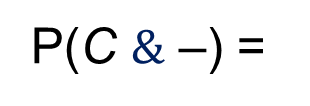 P(C & –) =